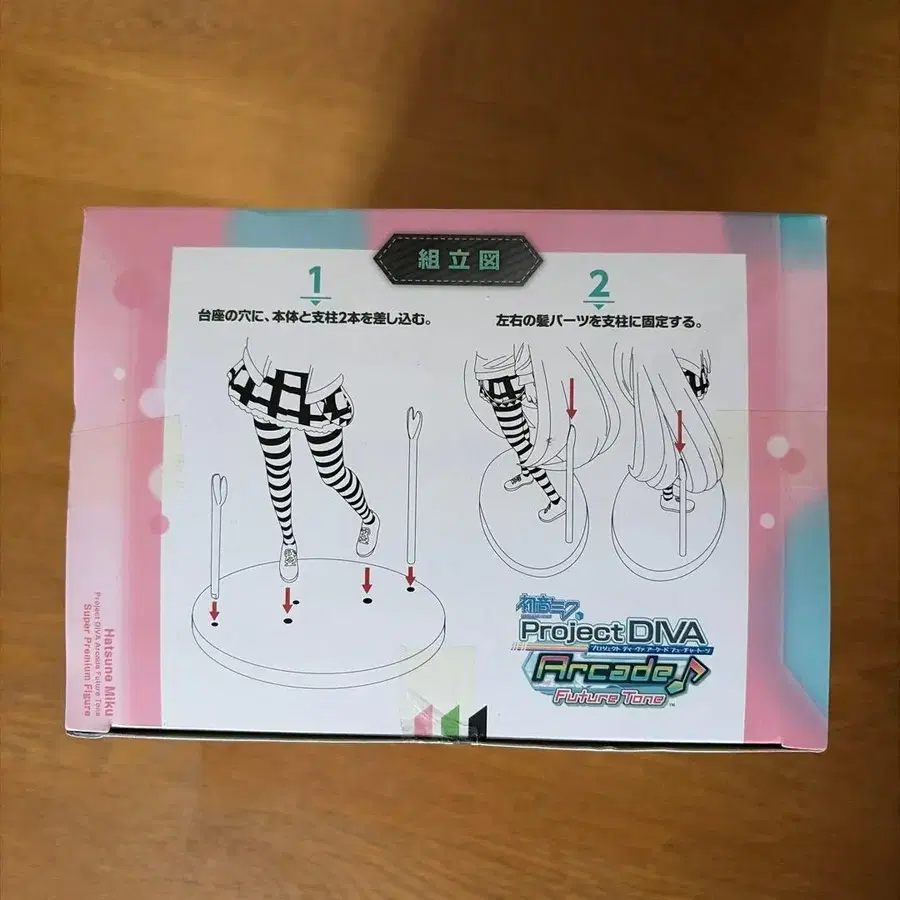 組立図
1
台座の穴に、本体と支柱2本を差し込む。
2
左右の髪パーツを支柱に固定する。
初音ミク
Project DIVA
プロジェクト ディーヴァ アーケード フューチャートーン
Arcade
Future Tone™
Hatsune Miku
Project DIVA Arcade Future Tone
Super Premium Figure